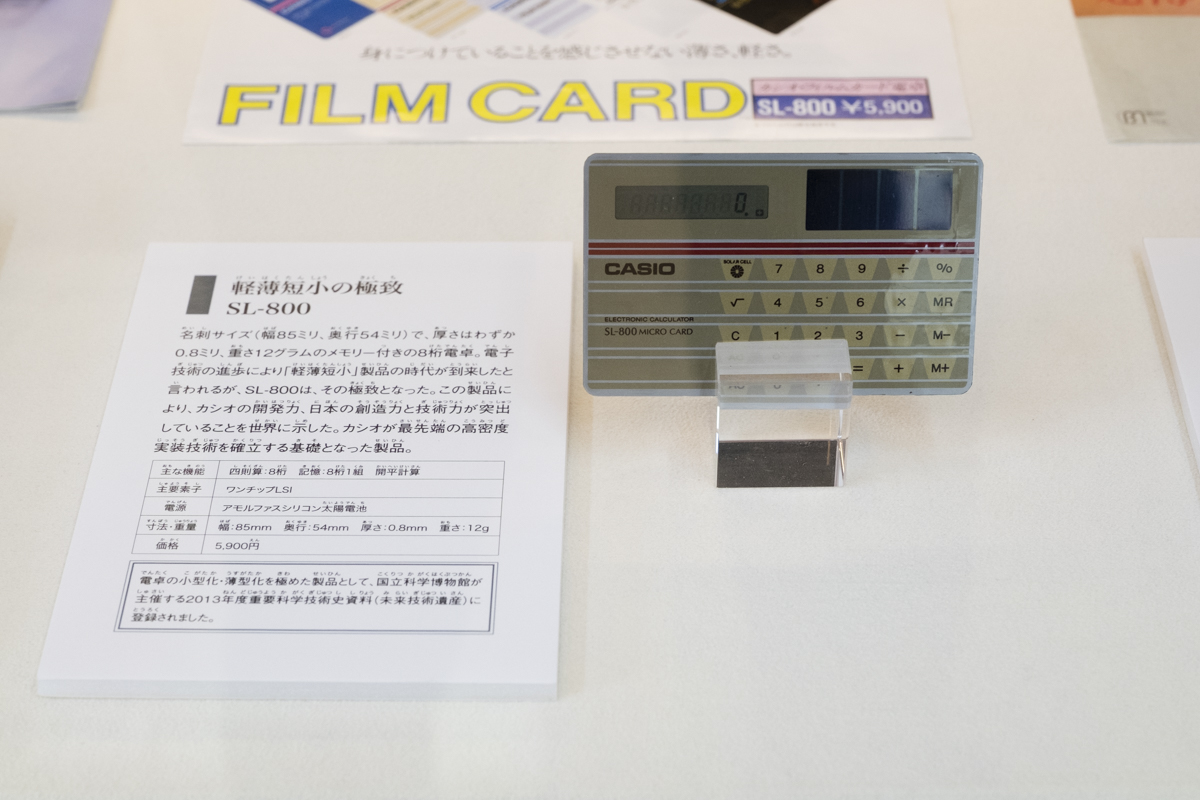 身につけていることを感じさせない薄さ、軽さ。
FILM CARD
SL-800 ¥5,900
0.
CASIO
SOLAR CELL
7 8 9 ÷ %
√ 4 5 6 × MR
ELECTRONIC CALCULATOR
SL-800 MICRO CARD
C 1 2 3 − M−
AC 0 · = + M+
軽薄短小の極致
SL-800
名刺サイズ(幅85ミリ、奥行54ミリ)で、厚さはわずか
0.8ミリ、重さ12グラムのメモリー付きの8桁電卓。電子
技術の進歩により「軽薄短小」製品の時代が到来したと
言われるが、SL-800は、その極致となった。この製品に
より、カシオの開発力、日本の創造力と技術力が突出
していることを世界に示した。カシオが最先端の高密度
実装技術を確立する基礎となった製品。
主な機能 四則算:8桁 記憶:8桁1組 開平計算
主要素子 ワンチップLSI
電源 アモルファスシリコン太陽電池
寸法・重量 幅:85mm 奥行:54mm 厚さ:0.8mm 重さ:12g
価格 5,900円
電卓の小型化・薄型化を極めた製品として、国立科学博物館が
主催する2013年度重要科学技術史資料(未来技術遺産)に
登録されました。